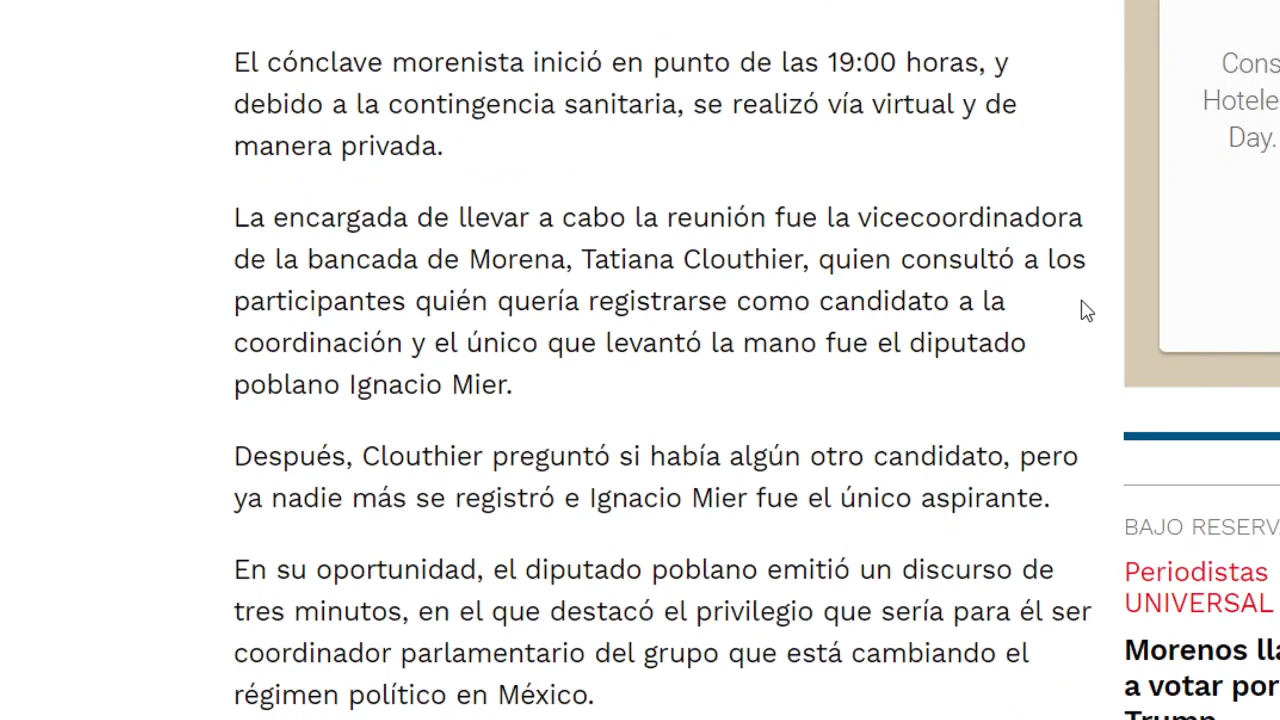 El cónclave morenista inició en punto de las 19:00 horas, y
debido a la contingencia sanitaria, se realizó vía virtual y de
manera privada.
La encargada de llevar a cabo la reunión fue la vicecoordinadora
de la bancada de Morena, Tatiana Clouthier, quien consultó a los
participantes quién quería registrarse como candidato a la
coordinación y el único que levantó la mano fue el diputado
poblano Ignacio Mier.
Después, Clouthier preguntó si había algún otro candidato, pero
ya nadie más se registró e Ignacio Mier fue el único aspirante.
En su oportunidad, el diputado poblano emitió un discurso de
tres minutos, en el que destacó el privilegio que sería para él ser
coordinador parlamentario del grupo que está cambiando el
régimen político en México.
Day.
BAJO
Periodistas
UNIVERSAL
Morenos
a votar por
Trump